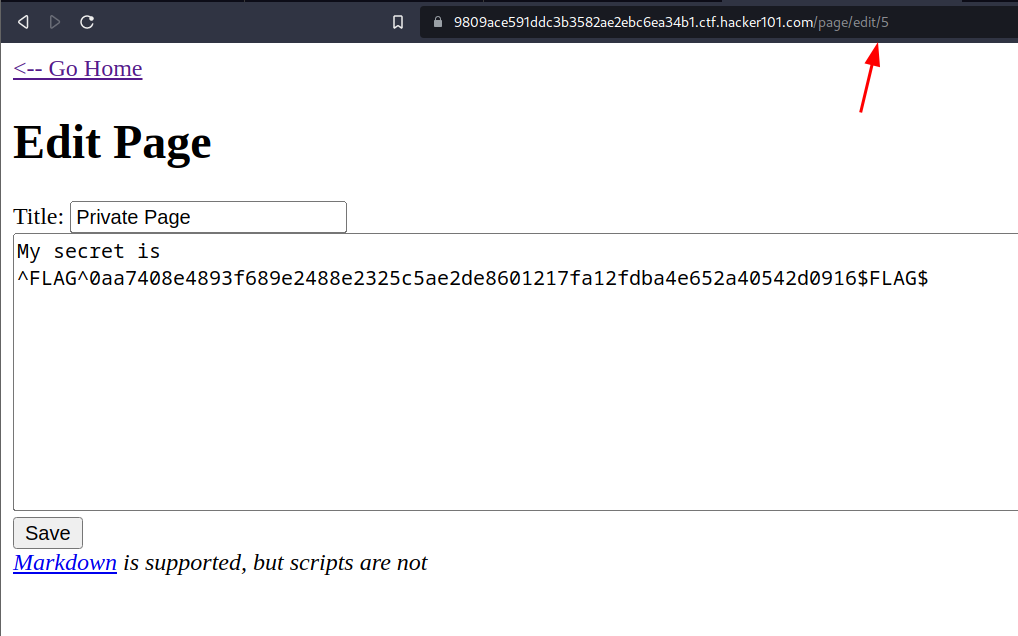 9809ace591ddc3b3582ae2ebc6ea34b1.ctf.hacker101.com/page/edit/5
<-- Go Home
Edit Page
Title: Private Page
My secret is
^FLAG^0aa7408e4893f689e2488e2325c5ae2de8601217fa12fdba4e652a40542d0916$FLAG$
Save
Markdown is supported, but scripts are not